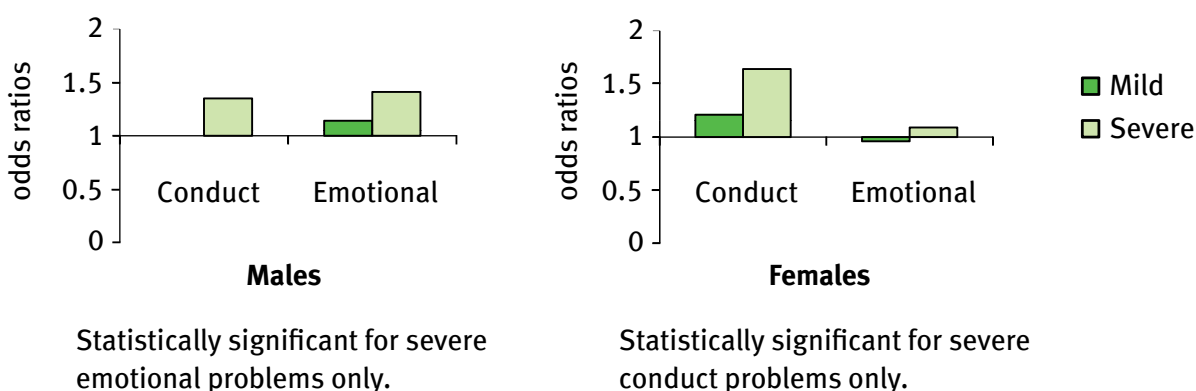 odds ratios
2
1.5
1
0.5
0
Conduct Emotional
Males
Statistically significant for severe
emotional problems only.
odds ratios
2
1.5
1
0.5
0
Conduct Emotional
Females
Statistically significant for severe
conduct problems only.
Mild
Severe